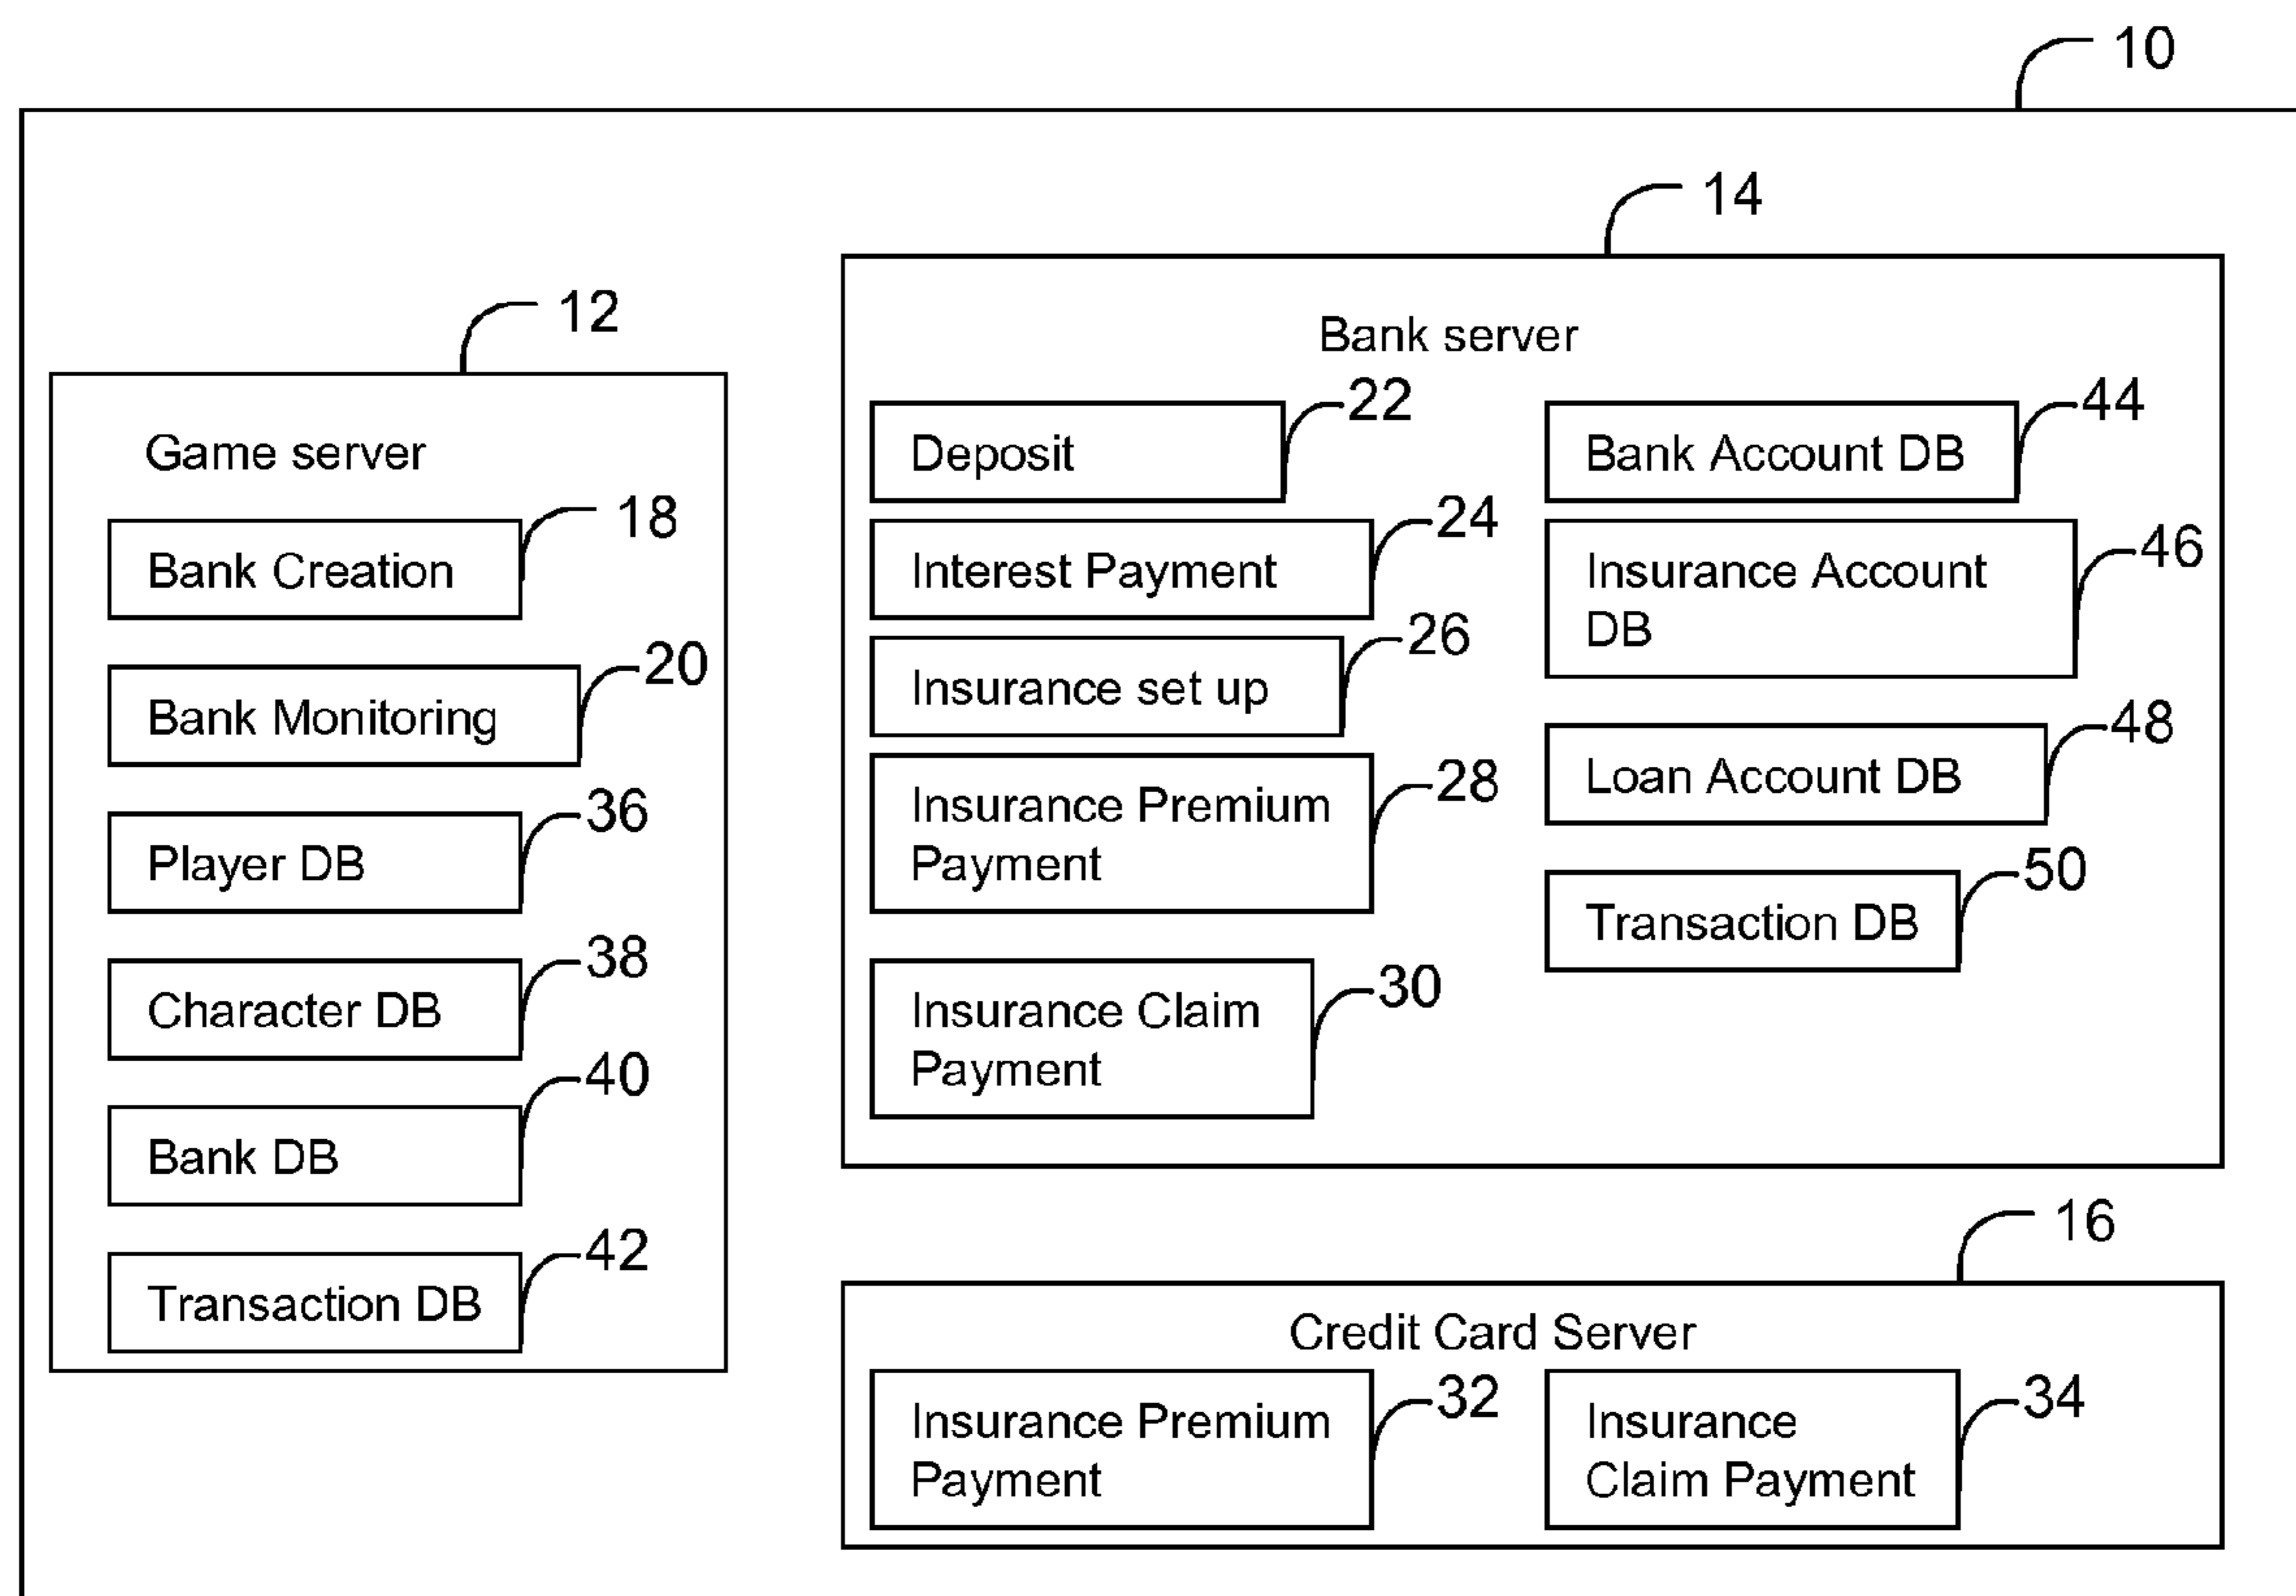 10
14
12
Bank server
Game server
22
Deposit
44
Bank Account DB
18
Bank Creation
24
Interest Payment
46
Insurance Account
DB
20
Bank Monitoring
26
Insurance set up
48
Loan Account DB
28
Insurance Premium
Payment
36
Player DB
50
Transaction DB
38
Character DB
30
Insurance Claim
Payment
40
Bank DB
42
Transaction DB
16
Credit Card Server
32
Insurance Premium
Payment
34
Insurance
Claim Payment